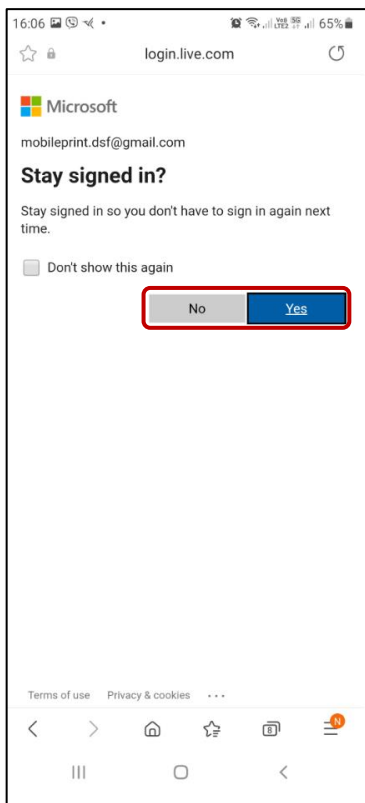 16:06 65%
login.live.com
Microsoft
mobileprint.dsf@gmail.com
Stay signed in?
Stay signed in so you don't have to sign in again next
time.
Don't show this again
No Yes
Terms of use Privacy & cookies ...
8 N